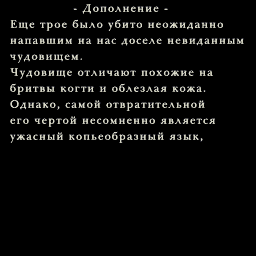 - Дополнение -
Еще трое было убито неожиданно
напавшим на нас доселе невиданным
чудовищем.
Чудовище отличают похожие на
бритвы когти и облезлая кожа.
Однако, самой отвратительной
его чертой несомненно является
ужасный копьеобразный язык,